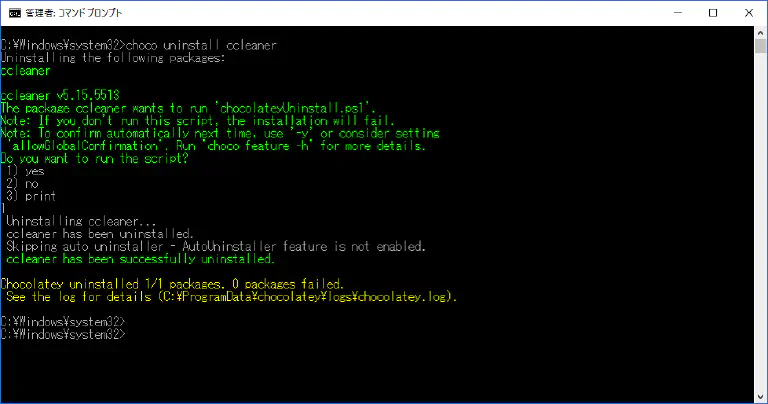 管理者: コマンドプロンプト
C:¥Windows¥system32>choco uninstall ccleaner
Uninstalling the following packages:
ccleaner
ccleaner v5.15.5513
The package ccleaner wants to run 'chocolateyUninstall.ps1'.
Note: If you don't run this script, the installation will fail.
Note: To confirm automatically next time, use '-y' or consider setting
'allowGlobalConfirmation'. Run 'choco feature -h' for more details.
Do you want to run the script?
1) yes
2) no
3) print
1
Uninstalling ccleaner...
ccleaner has been uninstalled.
Skipping auto uninstaller - AutoUninstaller feature is not enabled.
ccleaner has been successfully uninstalled.
Chocolatey uninstalled 1/1 packages. 0 packages failed.
See the log for details (C:¥ProgramData¥chocolatey¥logs¥chocolatey.log).
C:¥Windows¥system32>
C:¥Windows¥system32>